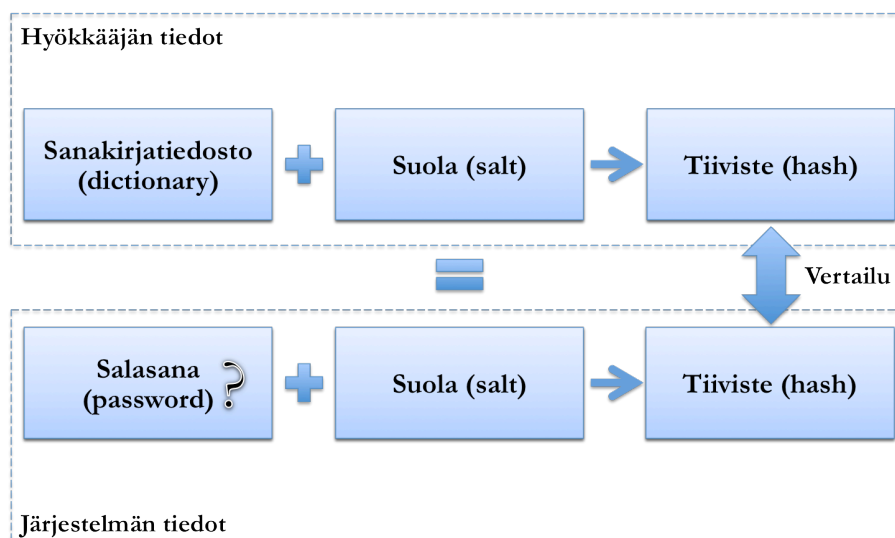 Hyökkääjän tiedot
Sanakirjatiedosto
(dictionary)
Suola (salt)
Tiiviste (hash)
Vertailu
Salasana
(password) ?
Suola (salt)
Tiiviste (hash)
Järjestelmän tiedot